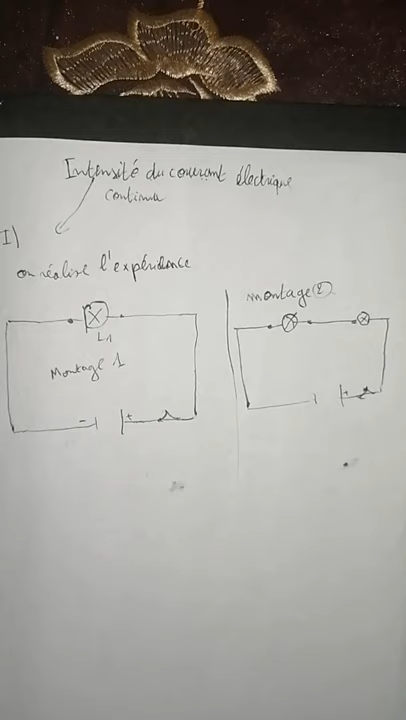 Intensité du courant électrique
continu
I)
on réalise l'expérience
montage ②
L1
Montage 1
- +
+